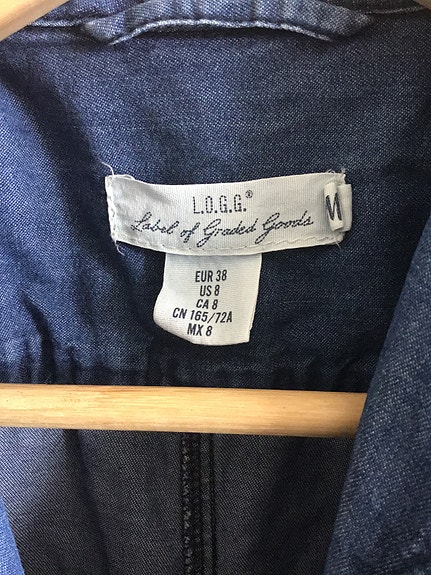 L.O.G.G.®
Label of Graded Goods
M
EUR 38
US 8
CA 8
CN 165/72A
MX 8